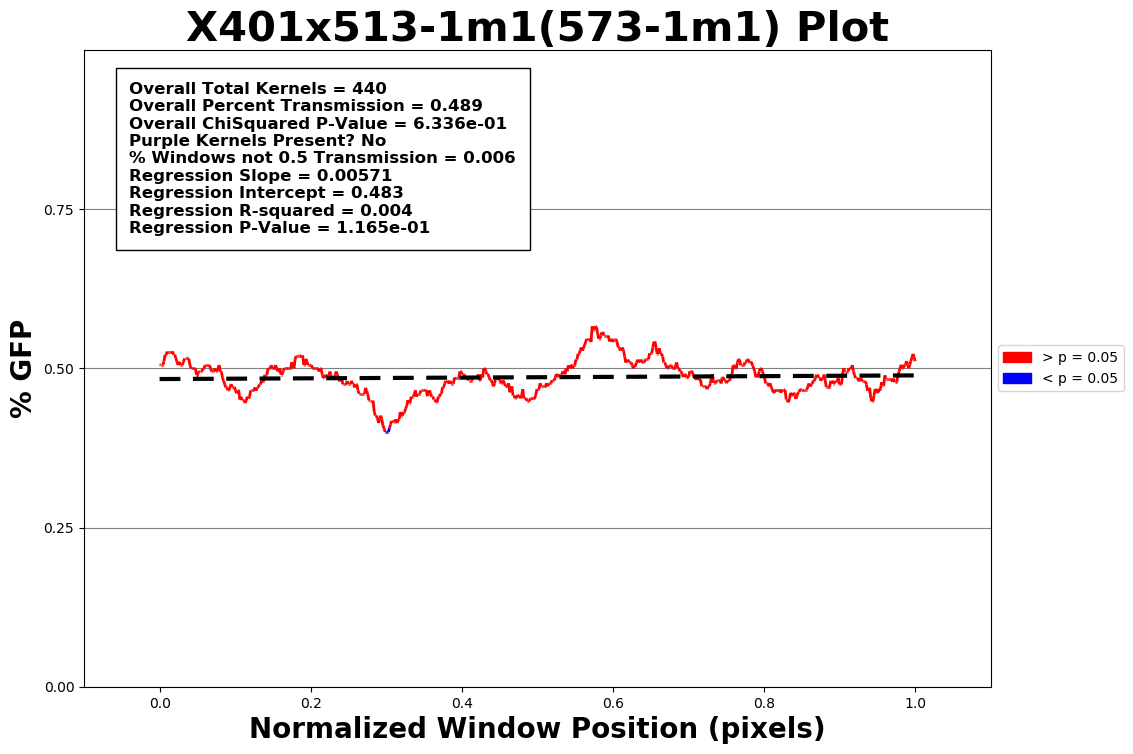 X401x513-1m1(573-1m1) Plot
Overall Total Kernels = 440
Overall Percent Transmission = 0.489
Overall ChiSquared P-Value = 6.336e-01
Purple Kernels Present? No
% Windows not 0.5 Transmission = 0.006
Regression Slope = 0.00571
Regression Intercept = 0.483
Regression R-squared = 0.004
Regression P-Value = 1.165e-01
% GFP
0.75
0.50
0.25
0.00
> p = 0.05
< p = 0.05
0.0 0.2 0.4 0.6 0.8 1.0
Normalized Window Position (pixels)